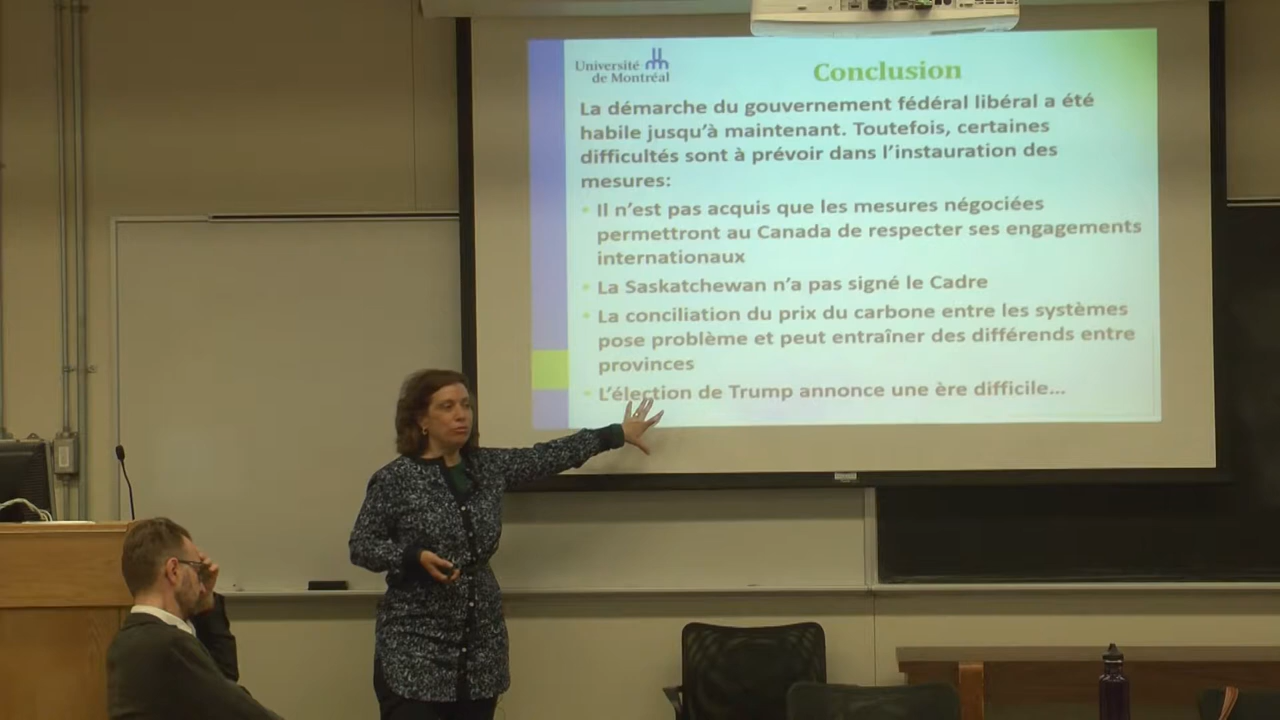 Université
de Montréal
Conclusion
La démarche du gouvernement fédéral libéral a été
habile jusqu'à maintenant. Toutefois, certaines
difficultés sont à prévoir dans l'instauration des
mesures:
Il n'est pas acquis que les mesures négociées
permettront au Canada de respecter ses engagements
internationaux
La Saskatchewan n'a pas signé le Cadre
La conciliation du prix du carbone entre les systèmes
pose problème et peut entraîner des différends entre
provinces
L'élection de Trump annonce une ère difficile...